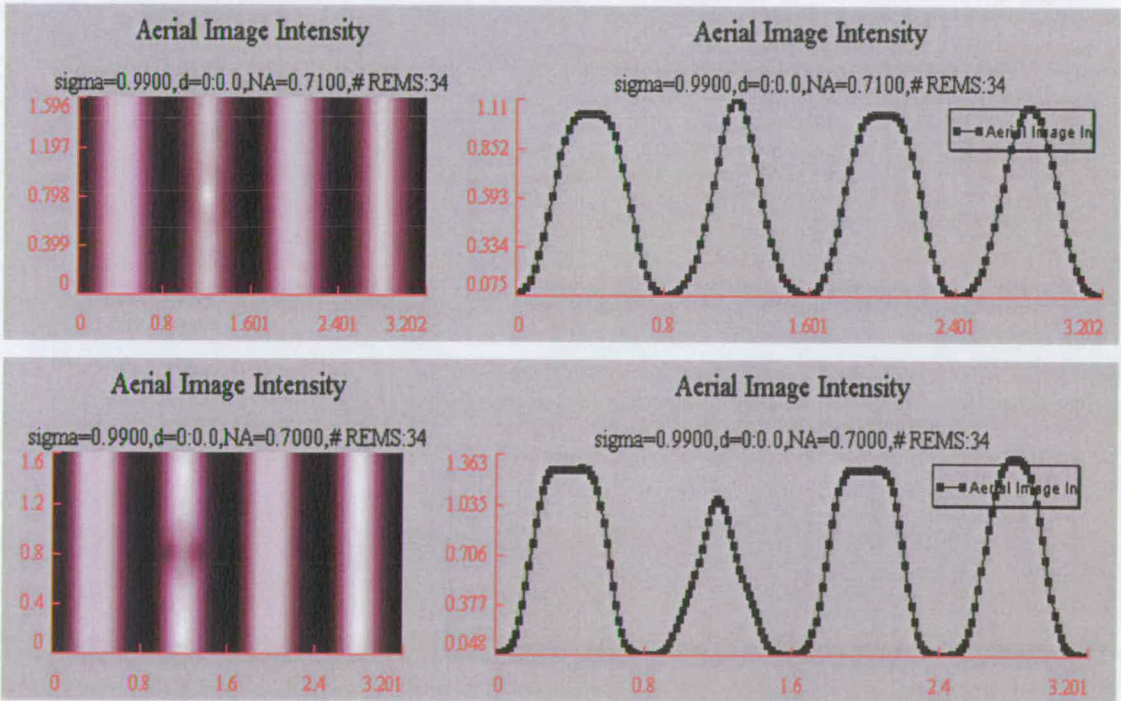 Aerial Image Intensity
sigma=0.9900,d=0:0.0,NA=0.7100,# REMS:34
1.596
1.197
0.798
0.399
0
0 0.8 1.601 2.401 3.202
Aerial Image Intensity
sigma=0.9900,d=0:0.0,NA=0.7100,# REMS:34
1.11
0.852
0.593
0.334
0.075
Aerial Image In
0 0.8 1.601 2.401 3.202
Aerial Image Intensity
sigma=0.9900,d=0:0.0,NA=0.7000,# REMS:34
1.6
1.2
0.8
0.4
0
0 0.8 1.6 2.4 3.201
Aerial Image Intensity
sigma=0.9900,d=0:0.0,NA=0.7000,# REMS:34
1.363
1.035
0.706
0.377
0.048
Aerial Image In
0 0.8 1.6 2.4 3.201